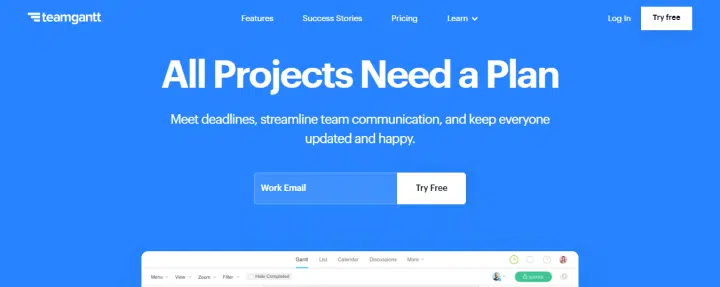 teamgantt
Features Success Stories Pricing Learn
Log In Try free
All Projects Need a Plan
Meet deadlines, streamline team communication, and keep everyone
updated and happy.
Work Email Try Free
Gantt List Calendar Discussions More
Menu View Zoom Filter Hide Completed